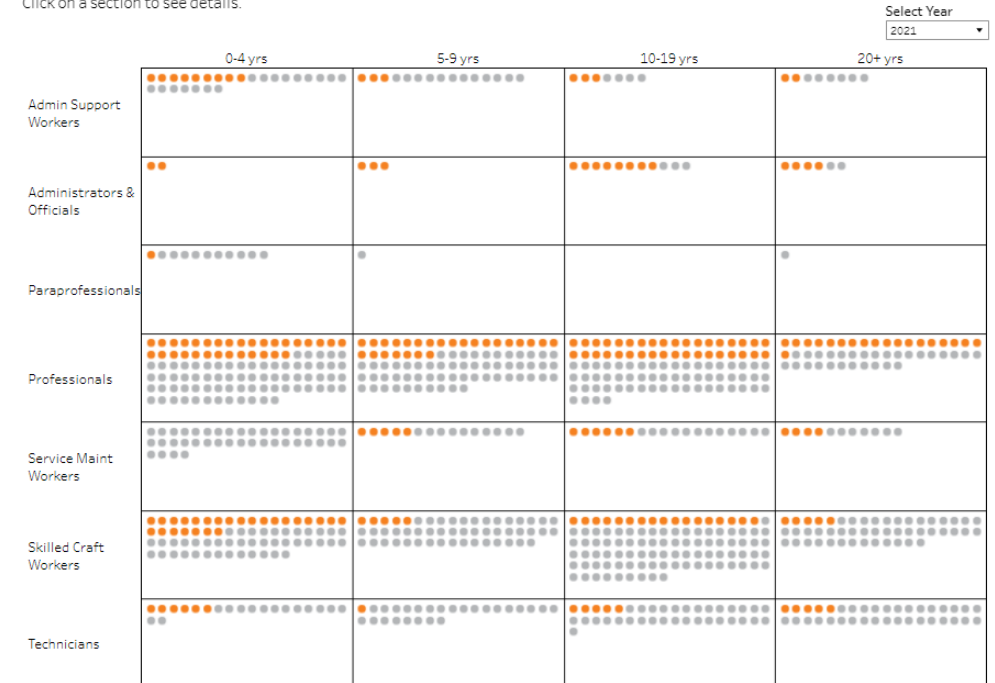 Click on a section to see details.
Select Year
2021
0-4 yrs
5-9 yrs
10-19 yrs
20+ yrs
Admin Support
Workers
Administrators &
Officials
Paraprofessionals
Professionals
Service Maint
Workers
Skilled Craft
Workers
Technicians